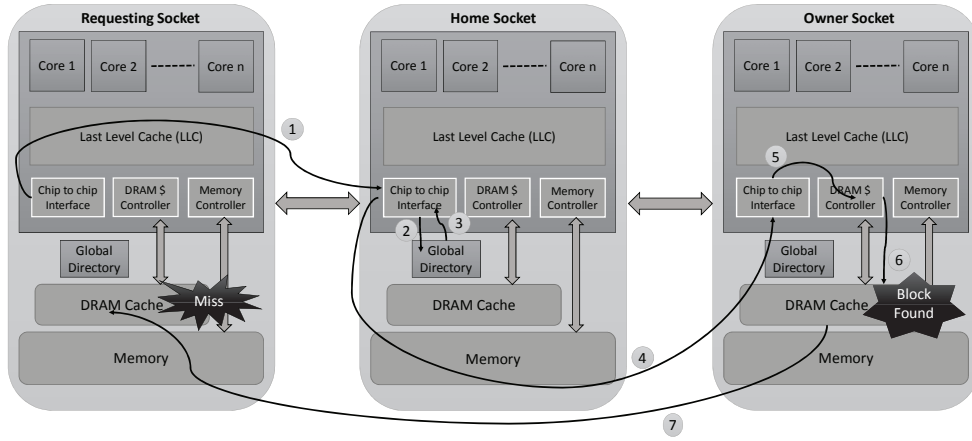 Requesting Socket
Core 1
Core 2
Core n
Last Level Cache (LLC)
Chip to chip
Interface
DRAM $
Controller
Memory
Controller
Global
Directory
DRAM Cache
Miss
Memory
1
Home Socket
Core 1
Core 2
Core n
Last Level Cache (LLC)
Chip to chip
Interface
DRAM $
Controller
Memory
Controller
2
3
Global
Directory
DRAM Cache
Memory
4
Owner Socket
Core 1
Core 2
Core n
Last Level Cache (LLC)
5
Chip to chip
Interface
DRAM $
Controller
Memory
Controller
Global
Directory
6
DRAM Cache
Block
Found
Memory
7